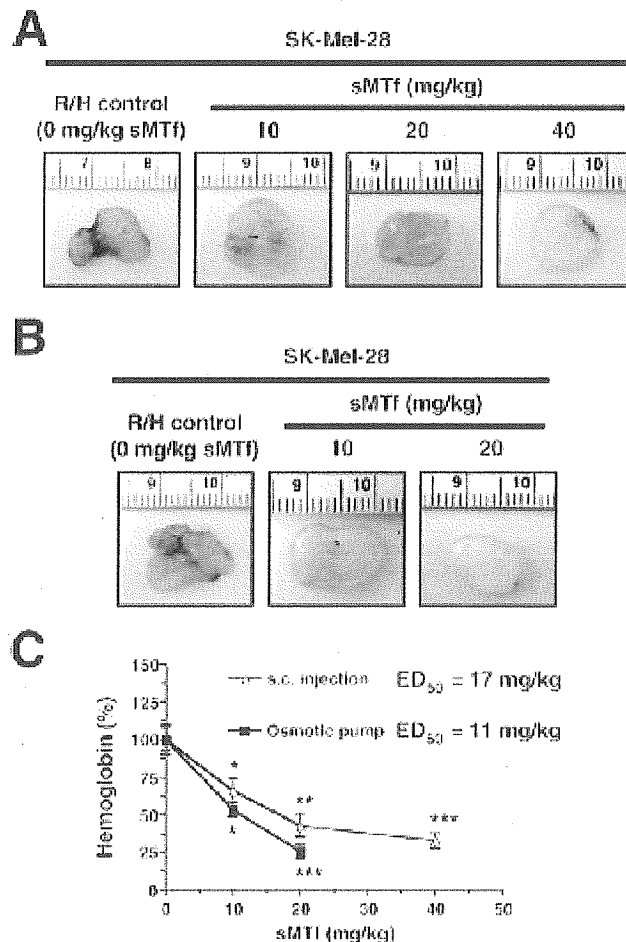 A
SK-Mel-28
sMTf (mg/kg)
R/H control
(0 mg/kg sMTf)
10
20
40
7 8
9 10
9 10
9 10
B
SK-Mel-28
sMTf (mg/kg)
R/H control
(0 mg/kg sMTf)
10
20
9 10
9 10
9 10
C
150
125
100
75
50
25
0
Hemoglobin (%)
s.c. injection ED50 = 17 mg/kg
Osmotic pump ED50 = 11 mg/kg
*
**
***
*
***
0 10 20 30 40 50
sMTf (mg/kg)